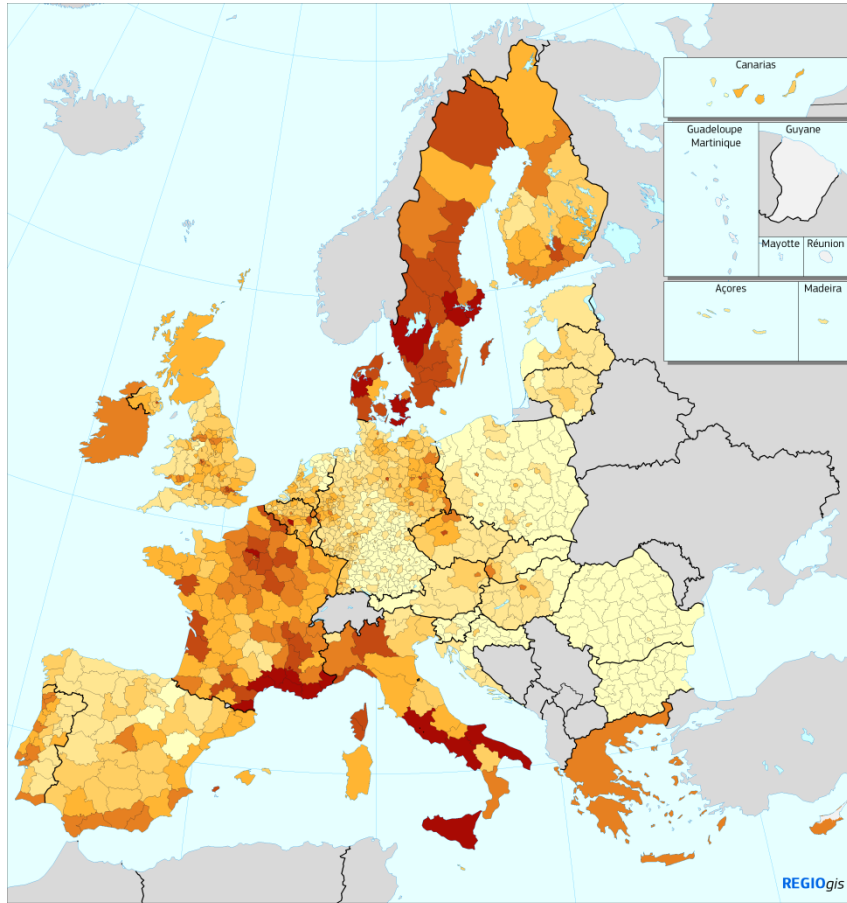 Canarias
Guadeloupe
Martinique
Guyane
Mayotte
Réunion
Açores
Madeira
REGIOgis